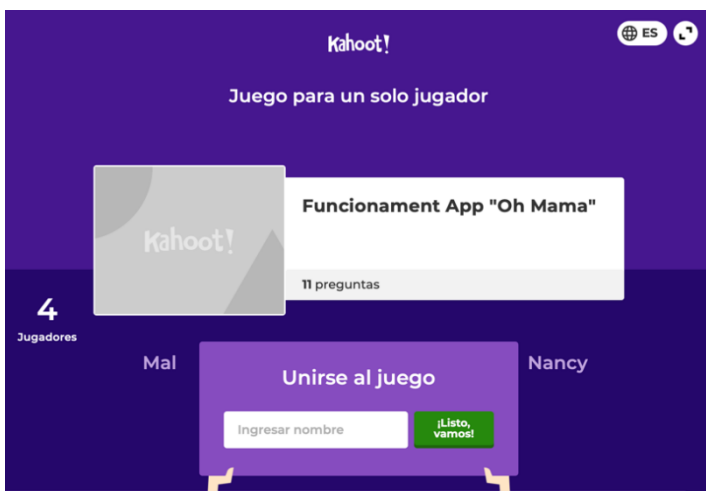 Kahoot!
ES
Juego para un solo jugador
Kahoot!
Funcionament App "Oh Mama"
11 preguntas
4
Jugadores
Mal
Nancy
Unirse al juego
Ingresar nombre
¡Listo,
vamos!